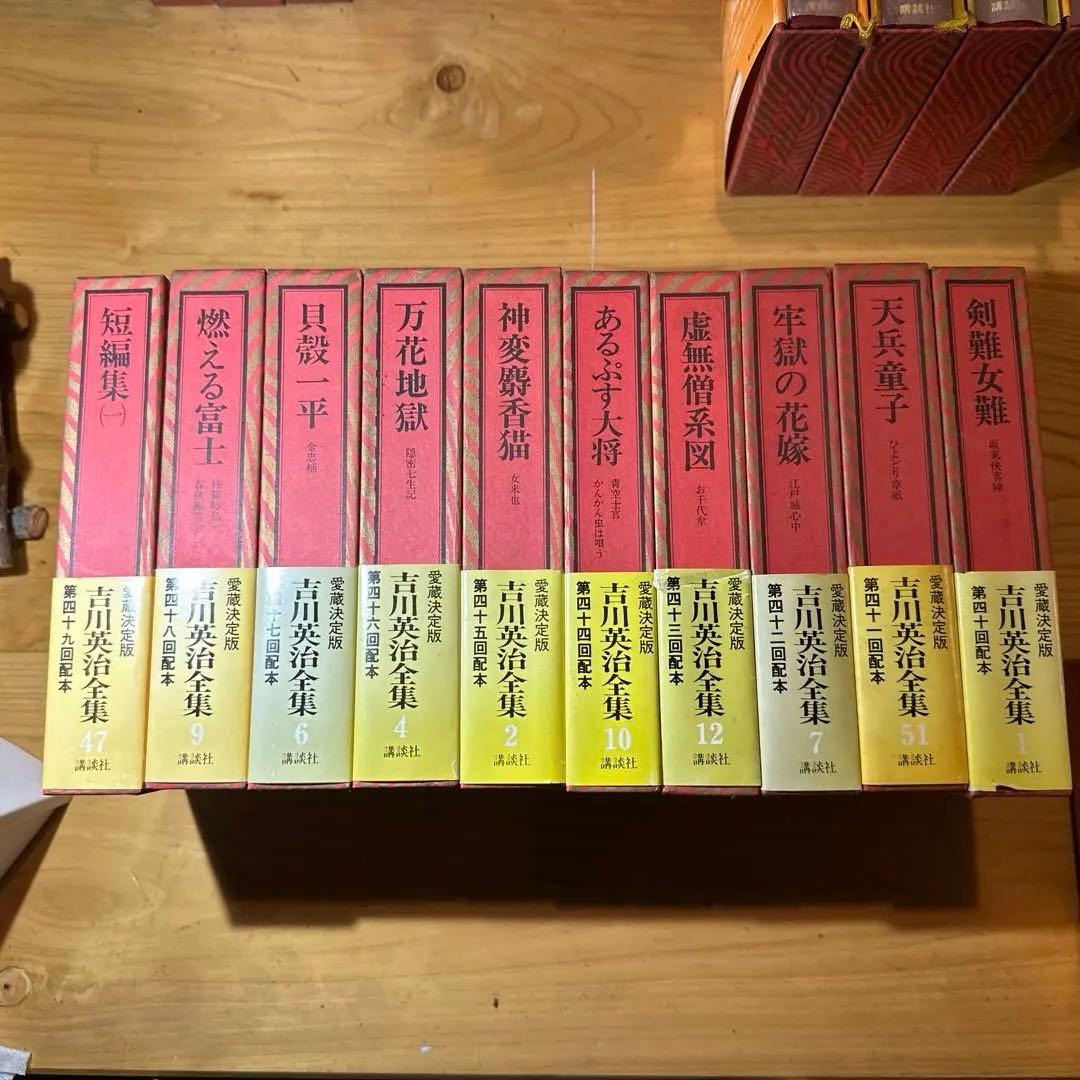 短編集(一)
愛蔵決定版
吉川英治全集
第四十九回配本
47
講談社
燃える富士
愛蔵決定版
吉川英治全集
第四十八回配本
9
講談社
貝殻一平
金忠輔
愛蔵決定版
吉川英治全集
十七回配本
6
講談社
万花地獄
隠密七生記
愛蔵決定版
吉川英治全集
第四十六回配本
4
講談社
神変麝香猫
女来也
愛蔵決定版
吉川英治全集
第四十五回配本
2
講談社
あるぷす大将
青空士官
かんかん虫は唄う
愛蔵決定版
吉川英治全集
第四十四回配本
10
講談社
虚無僧系図
お千代傘
愛蔵決定版
吉川英治全集
第四十三回配本
12
講談社
牢獄の花嫁
江戸城心中
愛蔵決定版
吉川英治全集
第四十二回配本
7
講談社
天兵童子
ひよどり草紙
愛蔵決定版
吉川英治全集
第四十一回配本
51
講談社
剣難女難
坂東侠客陣
愛蔵決定版
吉川英治全集
第四十回配本
1
講談社
講談社
講談社
講談社